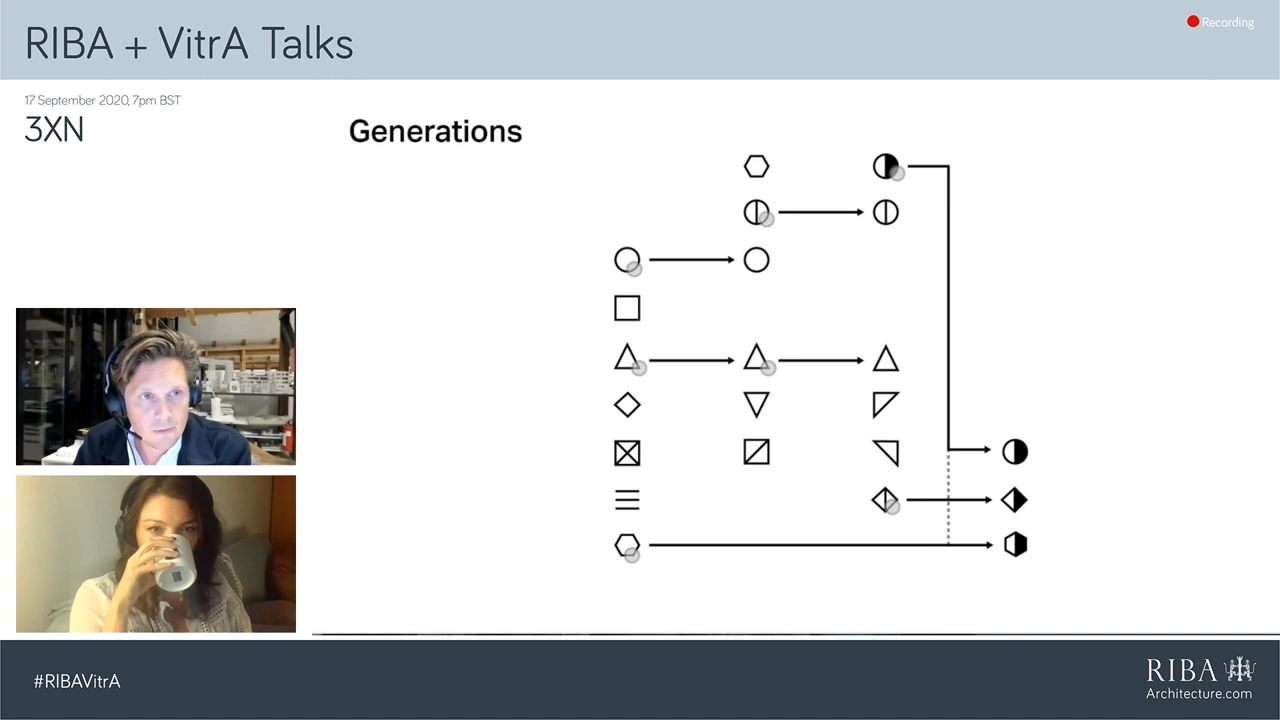 RIBA + VitrA Talks
Recording
17 September 2020, 7pm BST
3XN
Generations
#RIBAVitrA
RIBA
Architecture.com